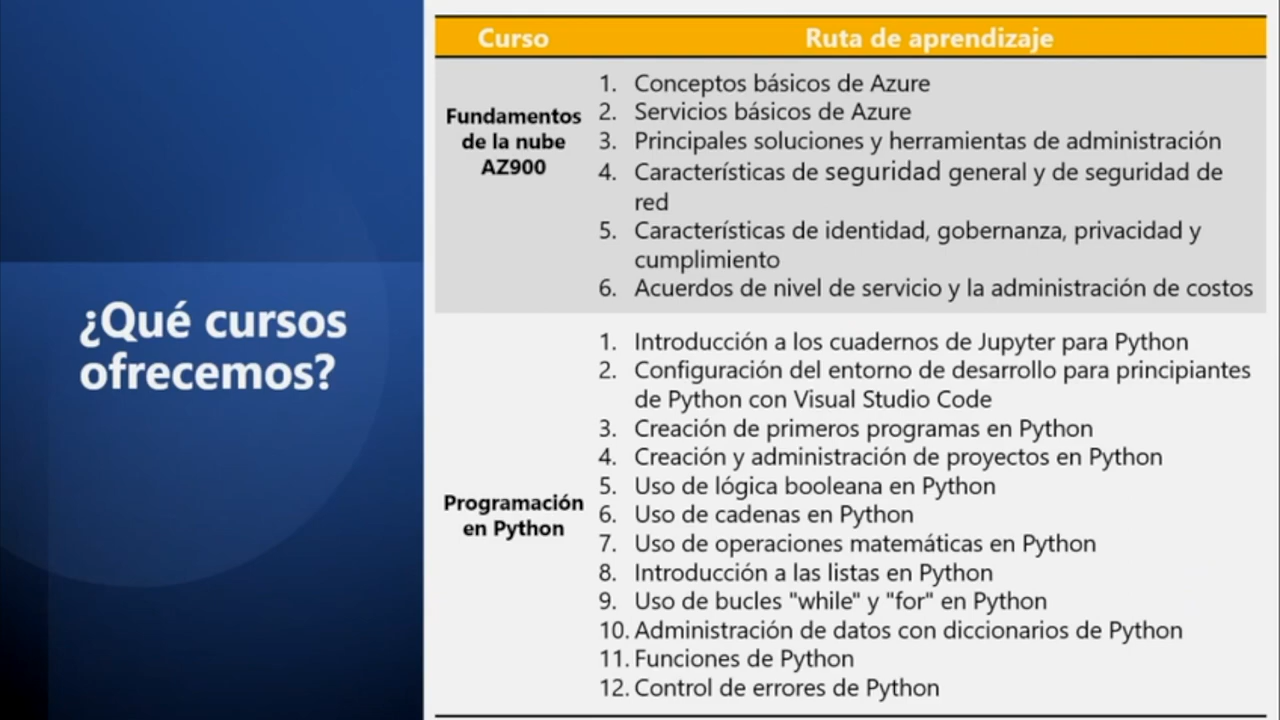 ¿Qué cursos
ofrecemos?
Curso
Ruta de aprendizaje
Fundamentos
de la nube
AZ900
1. Conceptos básicos de Azure
2. Servicios básicos de Azure
3. Principales soluciones y herramientas de administración
4. Características de seguridad general y de seguridad de
red
5. Características de identidad, gobernanza, privacidad y
cumplimiento
6. Acuerdos de nivel de servicio y la administración de costos
Programación
en Python
1. Introducción a los cuadernos de Jupyter para Python
2. Configuración del entorno de desarrollo para principiantes
de Python con Visual Studio Code
3. Creación de primeros programas en Python
4. Creación y administración de proyectos en Python
5. Uso de lógica booleana en Python
6. Uso de cadenas en Python
7. Uso de operaciones matemáticas en Python
8. Introducción a las listas en Python
9. Uso de bucles "while" y "for" en Python
10. Administración de datos con diccionarios de Python
11. Funciones de Python
12. Control de errores de Python